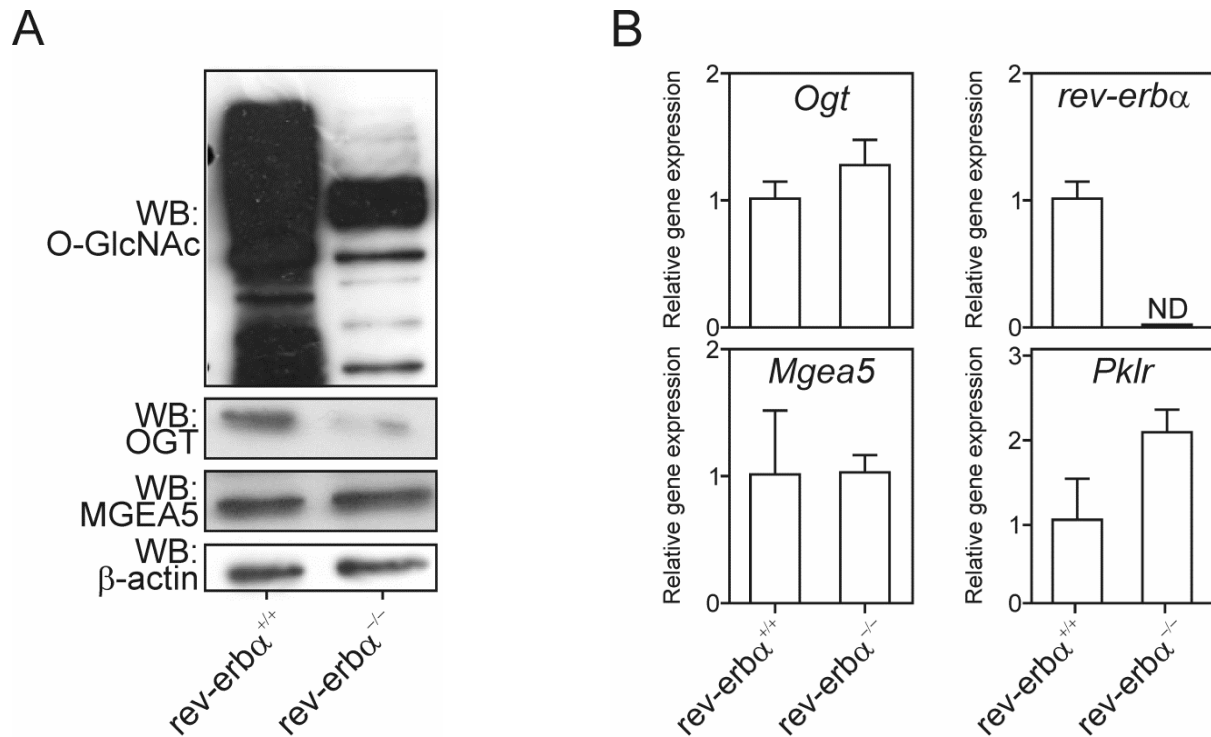 A
WB:
O-GlcNAc
WB:
OGT
WB:
MGEA5
WB:
β-actin
rev-erbα+/+
rev-erbα−/−
B
Relative gene expression
2
1
0
Ogt
Relative gene expression
2
1
0
rev-erbα
ND
Relative gene expression
2
1
0
Mgea5
rev-erbα+/+
rev-erbα−/−
Relative gene expression
3
2
1
0
Pklr
rev-erbα+/+
rev-erbα−/−